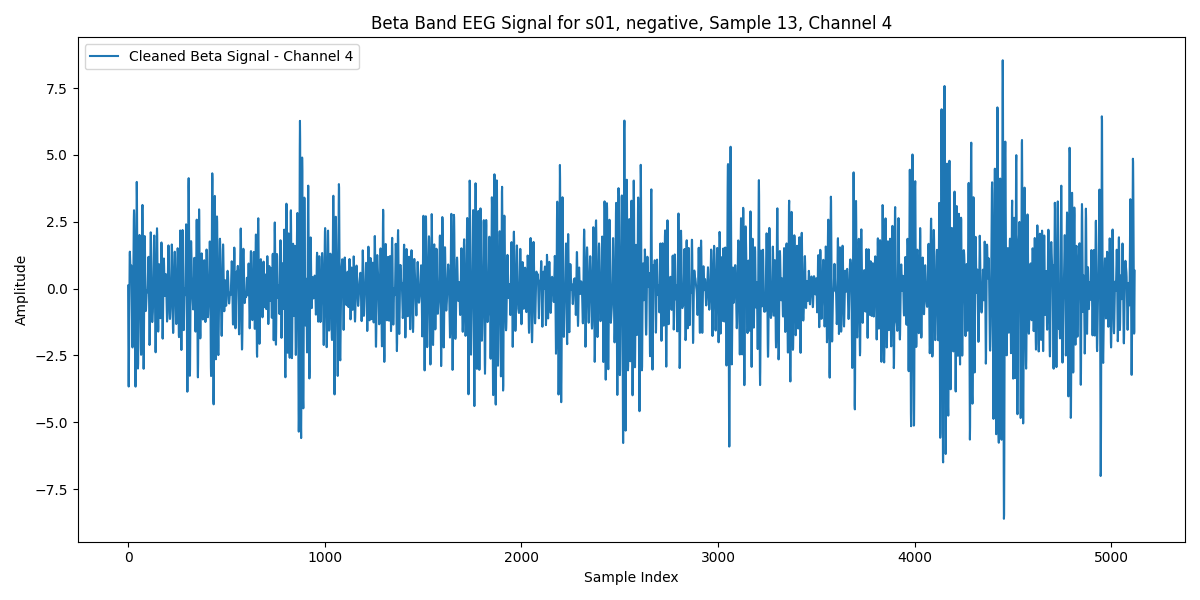 Beta Band EEG Signal for s01, negative, Sample 13, Channel 4
Cleaned Beta Signal - Channel 4
7.5
5.0
2.5
0.0
−2.5
−5.0
−7.5
Amplitude
0 1000 2000 3000 4000 5000
Sample Index